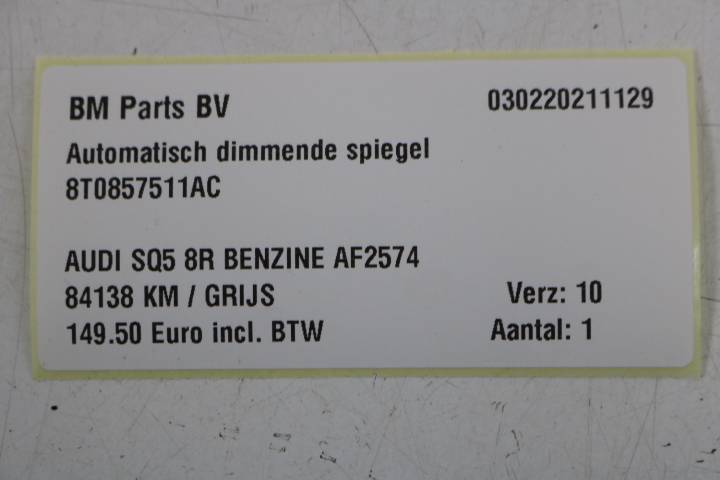 BM Parts BV 030220211129
Automatisch dimmende spiegel
8T0857511AC
AUDI SQ5 8R BENZINE AF2574
84138 KM / GRIJS Verz: 10
149.50 Euro incl. BTW Aantal: 1